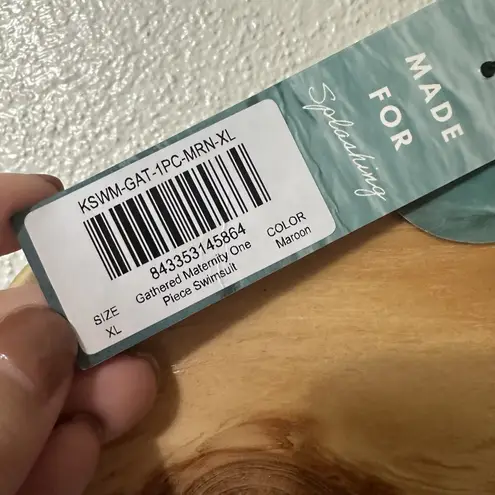 MADE
FOR
Splashing
KSWM-GAT-1PC-MRN-XL
843353145864
Gathered Maternity One
Piece Swimsuit
SIZE
XL
COLOR
Maroon